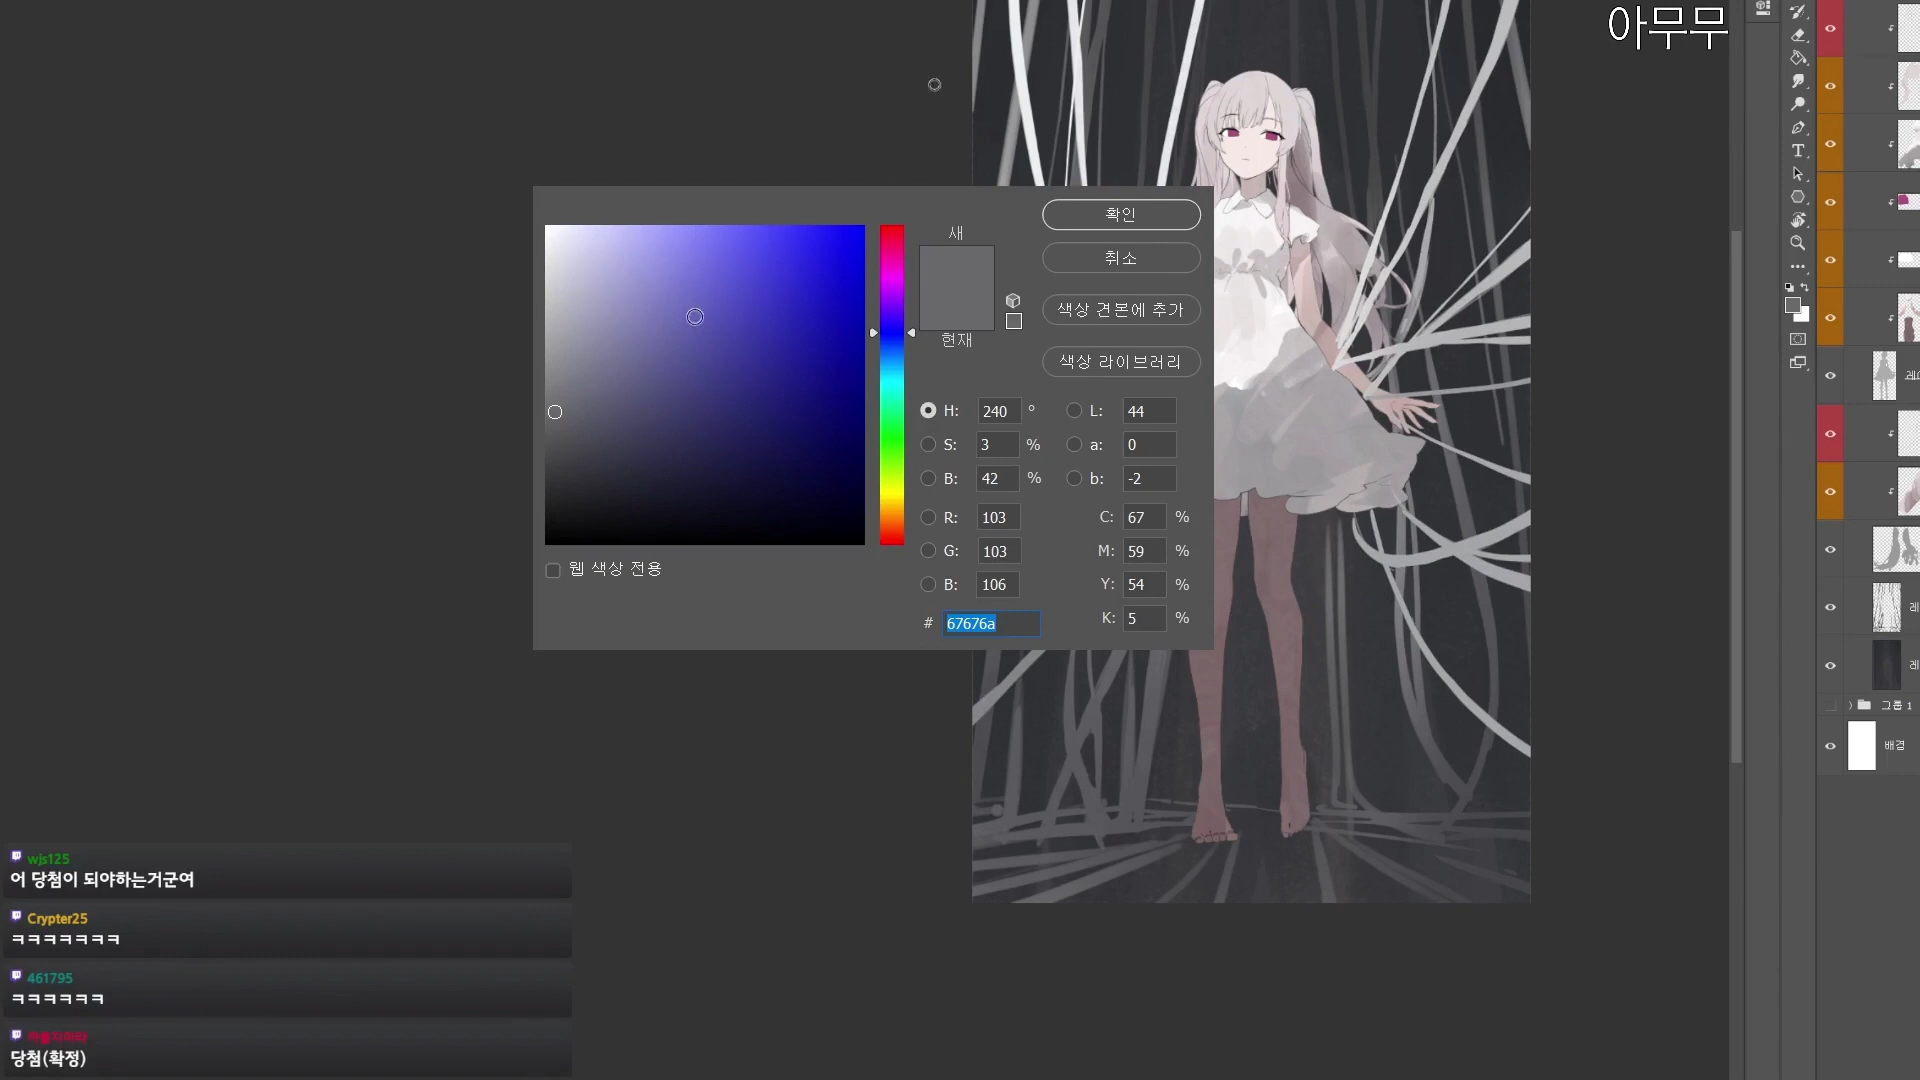 아무무
새
현재
확인
취소
색상 견본에 추가
색상 라이브러리
H: 240 °
S: 3 %
B: 42 %
R: 103
G: 103
B: 106
# 67676a
L: 44
a: 0
b: -2
C: 67 %
M: 59 %
Y: 54 %
K: 5 %
웹 색상 전용
그룹 1
배경
wjs125
어 당첨이 되야하는거군여
Crypter25
ㅋㅋㅋㅋㅋㅋㅋ
461795
ㅋㅋㅋㅋㅋㅋ
당첨(확정)